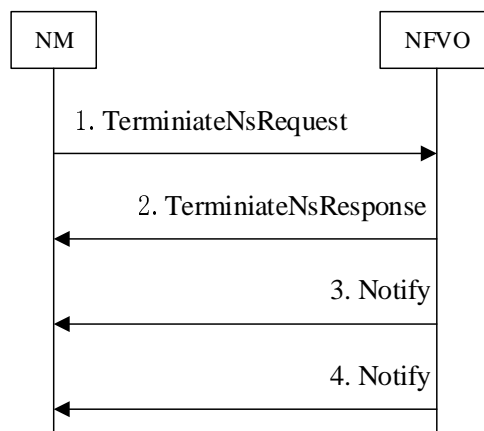 NM
NFVO
1. TerminiateNsRequest
2. TerminiateNsResponse
3. Notify
4. Notify